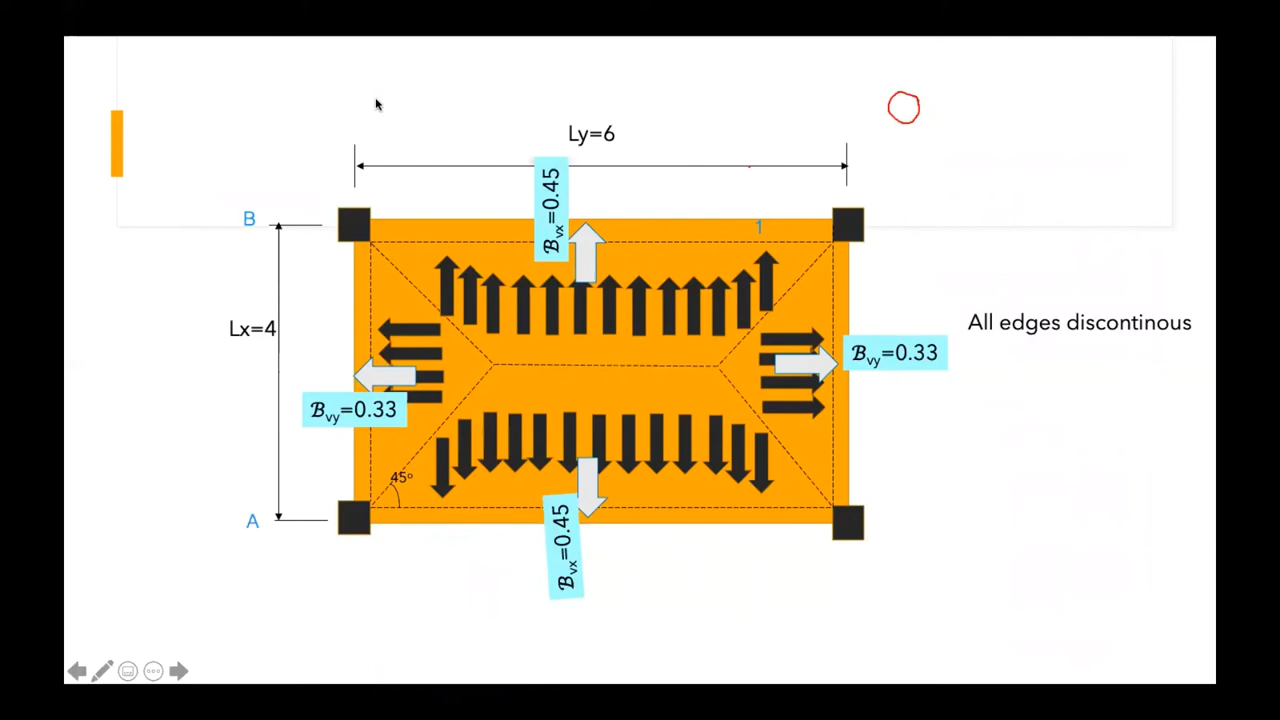 Ly=6
ℬvx=0.45
B
1
Lx=4
All edges discontinous
ℬvy=0.33
ℬvy=0.33
45°
A
ℬvx=0.45